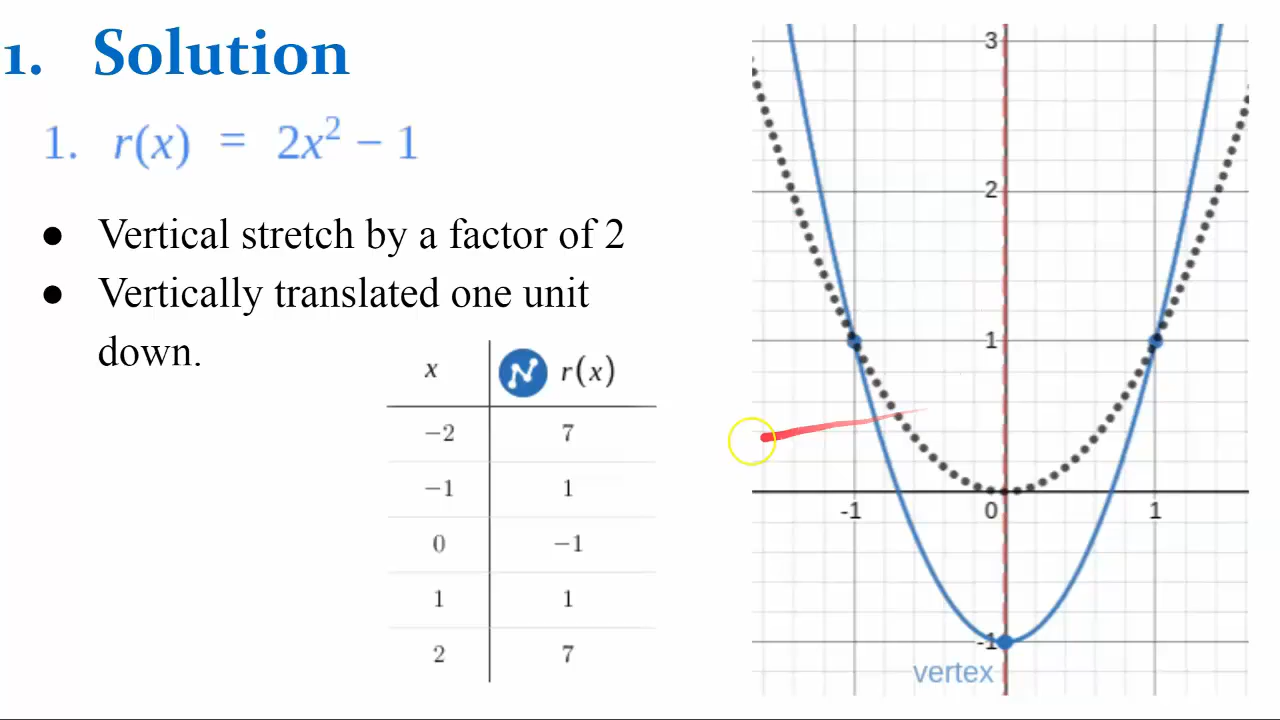 1. Solution
1. r(x) = 2x² − 1
● Vertical stretch by a factor of 2
● Vertically translated one unit
down.
x r(x)
−2 7
−1 1
0 −1
1 1
2 7
3
2
1
-1 0 1
-1
vertex